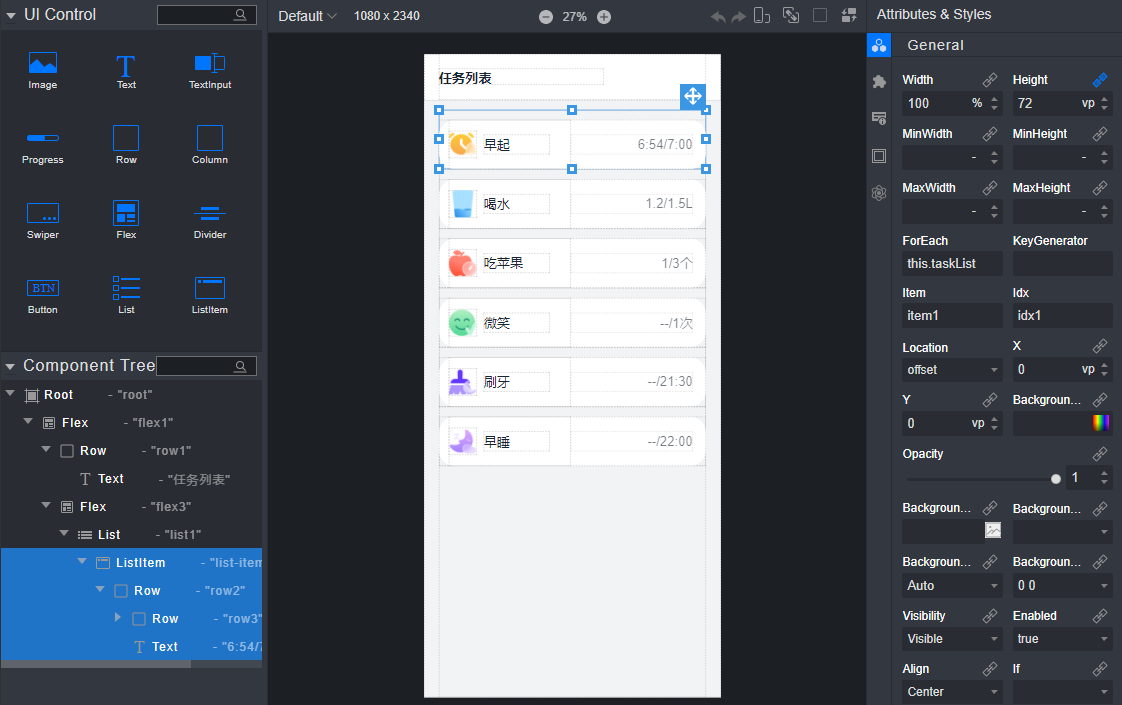 UI Control
Image
Text
TextInput
Progress
Row
Column
Swiper
Flex
Divider
BTN
Button
List
ListItem
Component Tree
Root - "root"
Flex - "flex1"
Row - "row1"
Text - "任务列表"
Flex - "flex3"
List - "list1"
ListItem - "list-item
Row - "row2"
Row - "row3"
Text - "6:54/7
Default
1080 x 2340
27%
任务列表
早起 6:54/7:00
喝水 1.2/1.5L
吃苹果 1/3个
微笑 --/1次
刷牙 --/21:30
早睡 --/22:00
Attributes & Styles
General
Width Height
100 % 72 vp
MinWidth MinHeight
- -
MaxWidth MaxHeight
- -
ForEach KeyGenerator
this.taskList
Item Idx
item1 idx1
Location X
offset 0 vp
Y Backgroun...
0 vp
Opacity
1
Backgroun... Backgroun...
Backgroun... Backgroun...
Auto 0 0
Visibility Enabled
Visible true
Align If
Center